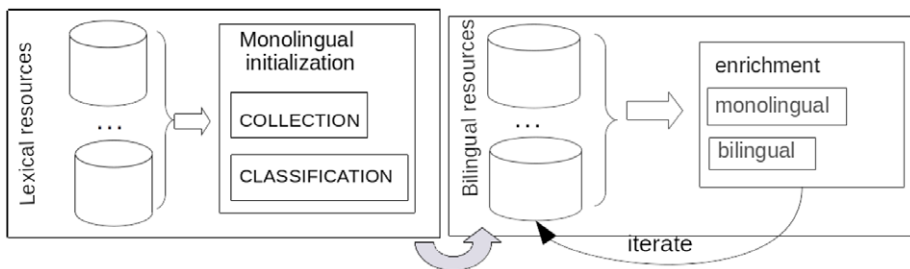 Lexical resources
...
Monolingual
initialization
COLLECTION
CLASSIFICATION
Bilingual resources
...
enrichment
monolingual
bilingual
iterate